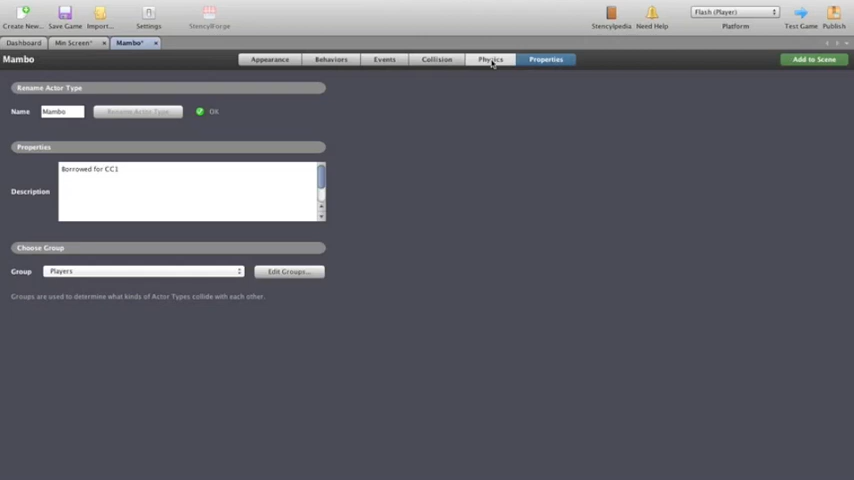 Create New...
Save Game
Import...
Settings
StencylForge
Stencylpedia
Need Help
Flash (Player)
Platform
Test Game
Publish
Dashboard
Min Screen*
Mambo*
Mambo
Appearance
Behaviors
Events
Collision
Physics
Properties
Add to Scene
Rename Actor Type
Name
Mambo
Rename Actor Type
OK
Properties
Description
Borrowed for CC1
Choose Group
Group
Players
Edit Groups...
Groups are used to determine what kinds of Actor Types collide with each other.